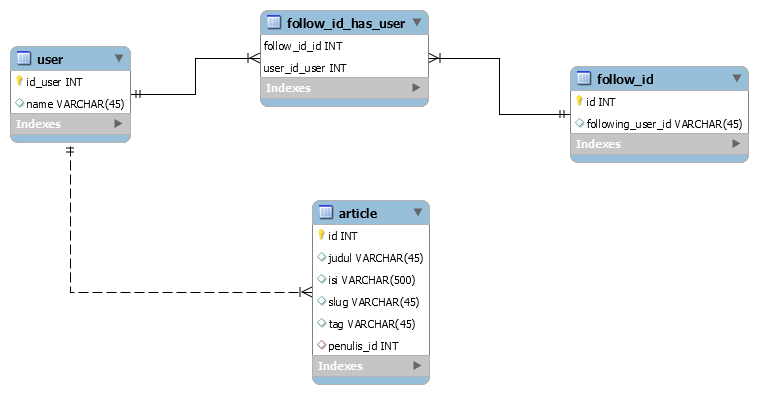 user
id_user INT
name VARCHAR(45)
Indexes
follow_id_has_user
follow_id_id INT
user_id_user INT
Indexes
follow_id
id INT
following_user_id VARCHAR(45)
Indexes
article
id INT
judul VARCHAR(45)
isi VARCHAR(500)
slug VARCHAR(45)
tag VARCHAR(45)
penulis_id INT
Indexes